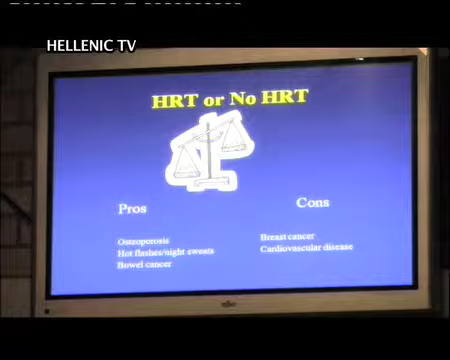 HELLENIC TV
HRT or No HRT
Pros
Cons
Osteoporosis
Hot flashes/night sweats
Bowel cancer
Breast cancer
Cardiovascular disease